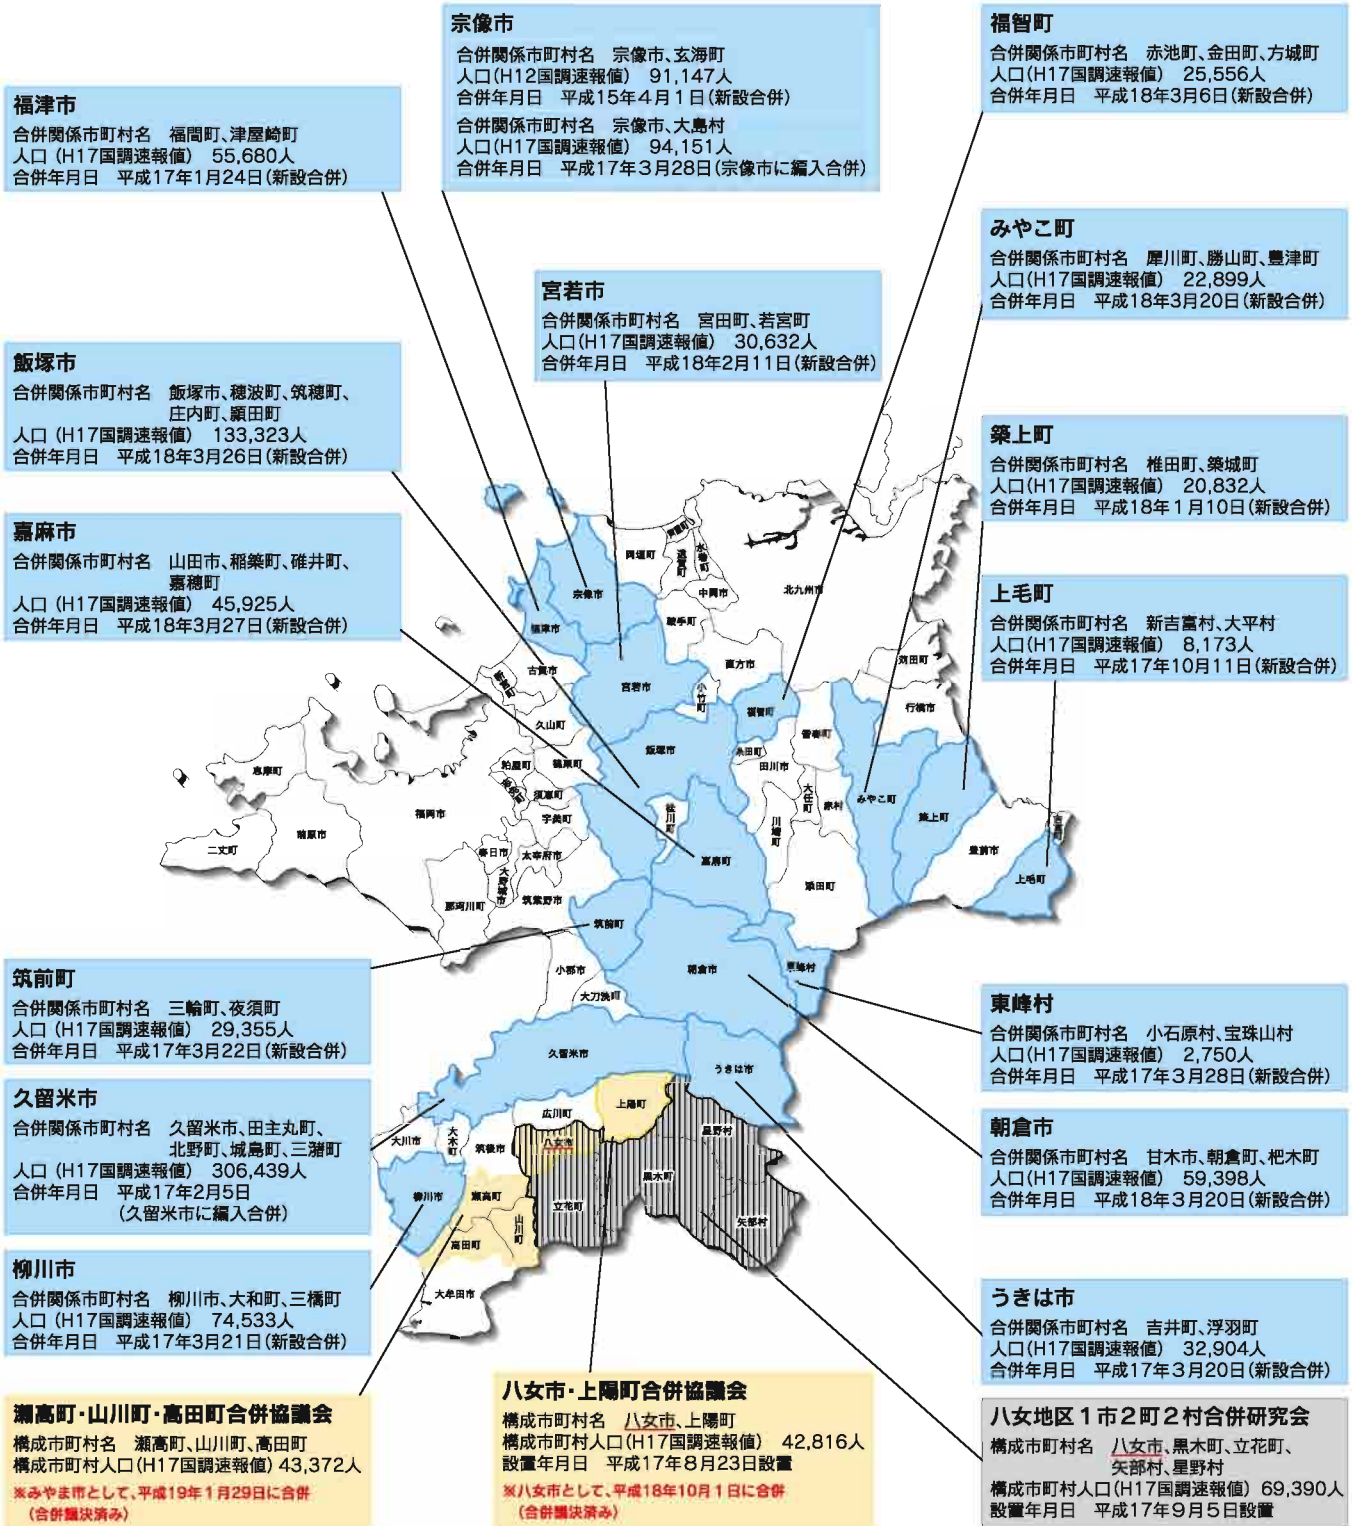 宗像市
合併関係市町村名　宗像市、玄海町
人口(H12国調速報値)　91,147人
合併年月日　平成15年4月1日(新設合併)
合併関係市町村名　宗像市、大島村
人口(H17国調速報値)　94,151人
合併年月日　平成17年3月28日(宗像市に編入合併)
福智町
合併関係市町村名　赤池町、金田町、方城町
人口(H17国調速報値)　25,556人
合併年月日　平成18年3月6日(新設合併)
福津市
合併関係市町村名　福間町、津屋崎町
人口 (H17国調速報値)　55,680人
合併年月日　平成17年1月24日(新設合併)
みやこ町
合併関係市町村名　犀川町、勝山町、豊津町
人口(H17国調速報値)　22,899人
合併年月日　平成18年3月20日(新設合併)
宮若市
合併関係市町村名　宮田町、若宮町
人口(H17国調速報値)　30,632人
合併年月日　平成18年2月11日(新設合併)
飯塚市
合併関係市町村名　飯塚市、穂波町、筑穂町、
庄内町、頴田町
人口 (H17国調速報値)　133,323人
合併年月日　平成18年3月26日(新設合併)
築上町
合併関係市町村名　椎田町、築城町
人口(H17国調速報値)　20,832人
合併年月日　平成18年1月10日(新設合併)
嘉麻市
合併関係市町村名　山田市、稲築町、碓井町、
嘉穂町
人口 (H17国調速報値)　45,925人
合併年月日　平成18年3月27日(新設合併)
上毛町
合併関係市町村名　新吉富村、大平村
人口(H17国調速報値)　8,173人
合併年月日　平成17年10月11日(新設合併)
芦屋町
岡垣町
遠賀町
水巻町
中間市
北九州市
宗像市
福津市
鞍手町
直方市
苅田町
古賀市
新宮町
宮若市
小竹町
福智町
行橋市
久山町
香春町
飯塚市
糸田町
田川市
粕屋町
篠栗町
志摩町
志免町
須恵町
大任町
赤村
みやこ町
福岡市
宇美町
桂川町
川崎町
築上町
吉富町
前原市
二丈町
春日市
太宰府市
大野城市
嘉麻町
豊前市
上毛町
添田町
那珂川町
筑紫野市
筑前町
小郡市
朝倉市
東峰村
大刀洗町
久留米市
うきは市
上陽町
広川町
大川市
大木町
筑後市
八女市
星野村
黒木町
柳川市
瀬高町
立花町
山川町
矢部村
高田町
大牟田市
筑前町
合併関係市町村名　三輪町、夜須町
人口 (H17国調速報値)　29,355人
合併年月日　平成17年3月22日(新設合併)
東峰村
合併関係市町村名　小石原村、宝珠山村
人口(H17国調速報値)　2,750人
合併年月日　平成17年3月28日(新設合併)
久留米市
合併関係市町村名　久留米市、田主丸町、
北野町、城島町、三潴町
人口 (H17国調速報値)　306,439人
合併年月日　平成17年2月5日
(久留米市に編入合併)
朝倉市
合併関係市町村名　甘木市、朝倉町、杷木町
人口(H17国調速報値)　59,398人
合併年月日　平成18年3月20日(新設合併)
柳川市
合併関係市町村名　柳川市、大和町、三橋町
人口 (H17国調速報値)　74,533人
合併年月日　平成17年3月21日(新設合併)
うきは市
合併関係市町村名　吉井町、浮羽町
人口(H17国調速報値)　32,904人
合併年月日　平成17年3月20日(新設合併)
瀬高町・山川町・高田町合併協議会
構成市町村名　瀬高町、山川町、高田町
構成市町村人口(H17国調速報値) 43,372人
※みやま市として、平成19年1月29日に合併
(合併議決済み)
八女市・上陽町合併協議会
構成市町村名　八女市、上陽町
構成市町村人口(H17国調速報値)　42,816人
設置年月日　平成17年8月23日設置
※八女市として、平成18年10月1日に合併
(合併議決済み)
八女地区1市2町2村合併研究会
構成市町村名　八女市、黒木町、立花町、
矢部村、星野村
構成市町村人口(H17国調速報値) 69,390人
設置年月日　平成17年9月5日設置